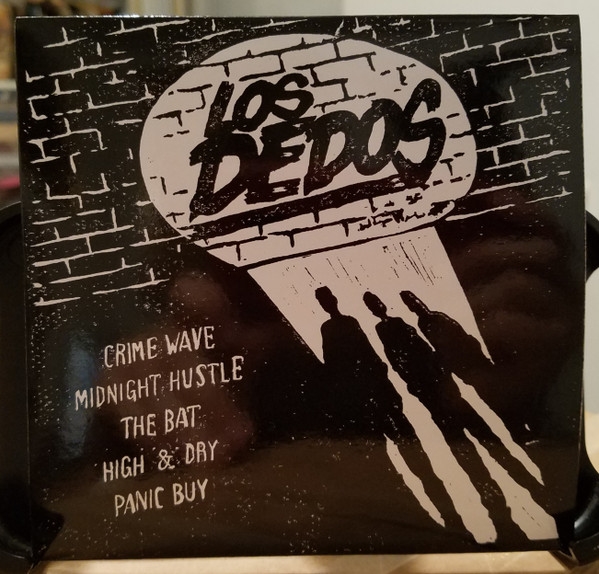 LOS
DEDOS
CRIME WAVE
MIDNIGHT HUSTLE
THE BAT
HIGH & DRY
PANIC BUY